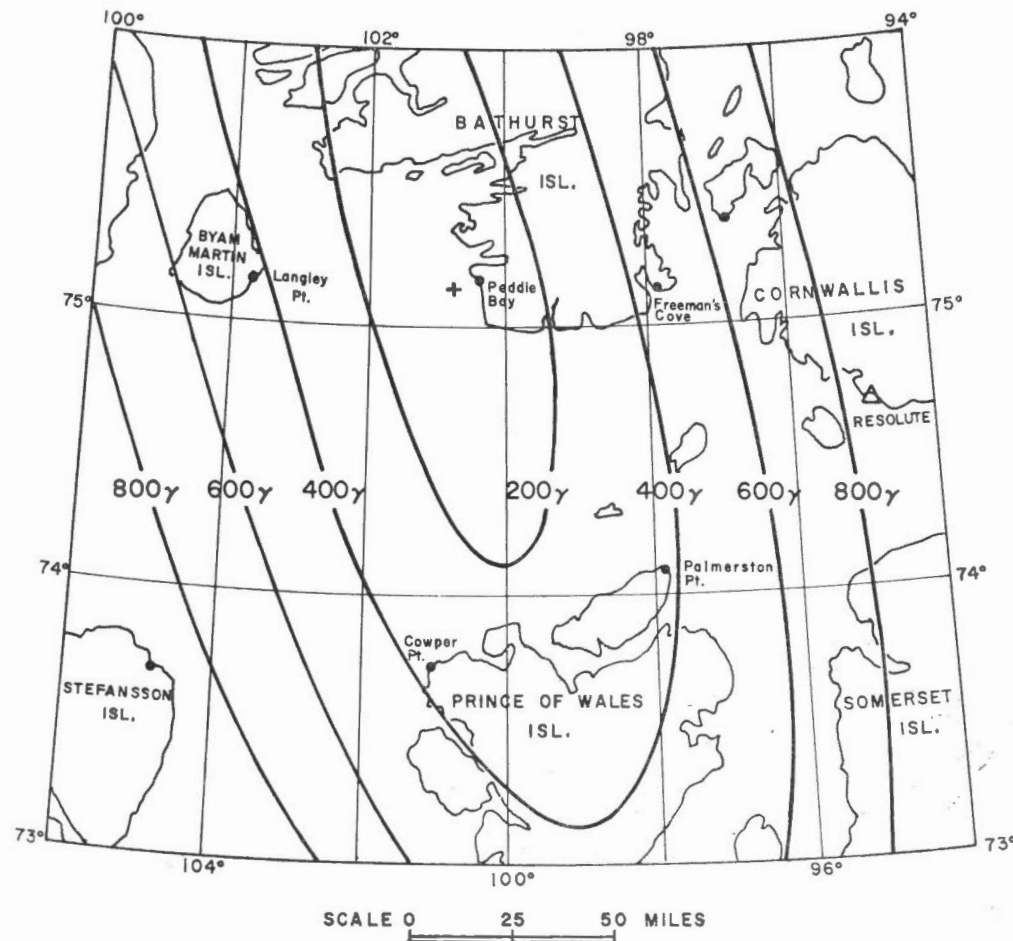 100°
102°
98°
94°
BATHURST
ISL.
BYAM
MARTIN
ISL.
Langley
Pt.
Peddie
Bay
Freeman's
Cove
CORNWALLIS
ISL.
75°
75°
RESOLUTE
800γ
600γ
400γ
200γ
400γ
600γ
800γ
74°
74°
Palmerston
Pt.
Cowper
Pt.
STEFANSSON
ISL.
PRINCE OF WALES
ISL.
SOMERSET
ISL.
73°
73°
104°
100°
96°
SCALE 0 25 50 MILES